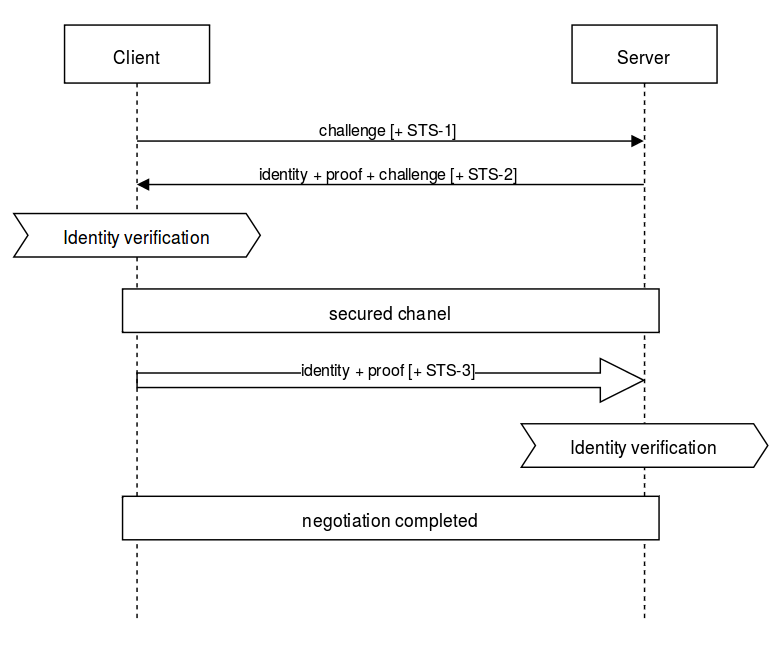 Client
Server
challenge [+ STS-1]
identity + proof + challenge [+ STS-2]
Identity verification
secured chanel
identity + proof [+ STS-3]
Identity verification
negotiation completed